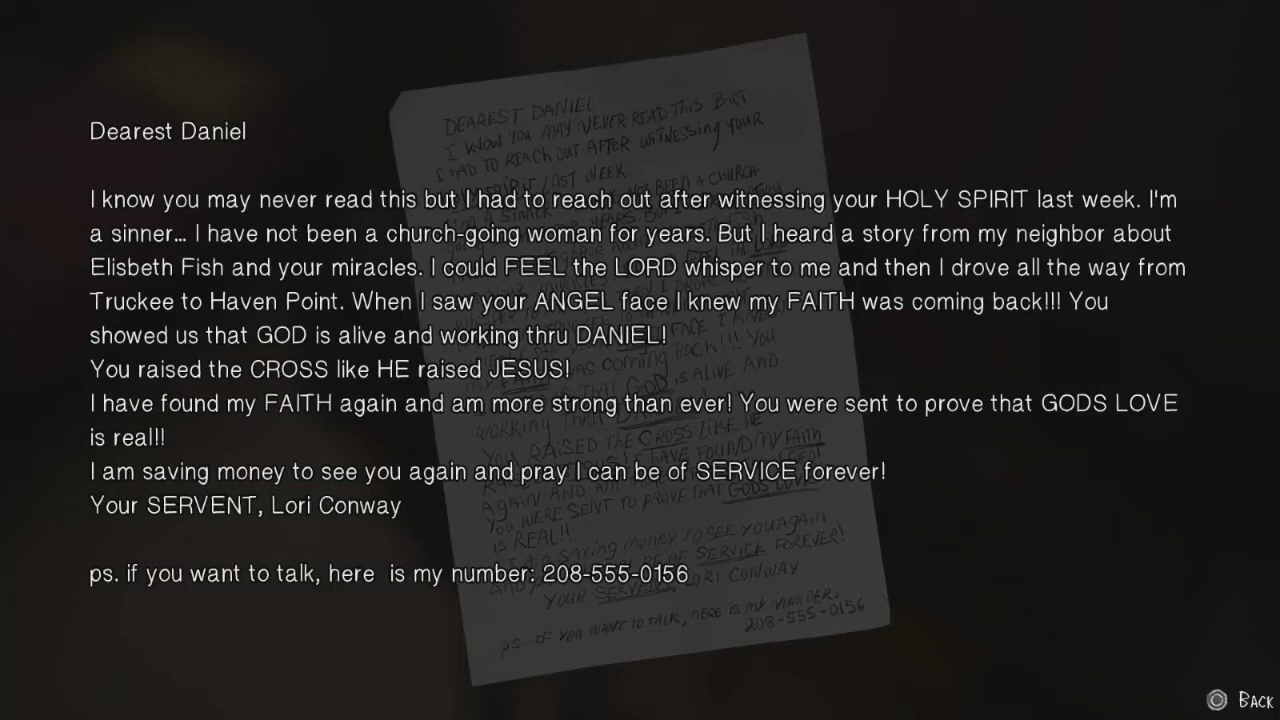 Dearest Daniel
I know you may never read this but I had to reach out after witnessing your HOLY SPIRIT last week. I'm
a sinner... I have not been a church-going woman for years. But I heard a story from my neighbor about
Elisbeth Fish and your miracles. I could FEEL the LORD whisper to me and then I drove all the way from
Truckee to Haven Point. When I saw your ANGEL face I knew my FAITH was coming back!!! You
showed us that GOD is alive and working thru DANIEL!
You raised the CROSS like HE raised JESUS!
I have found my FAITH again and am more strong than ever! You were sent to prove that GODS LOVE
is real!!!
I am saving money to see you again and pray I can be of SERVICE forever!
Your SERVENT, Lori Conway
ps. if you want to talk, here  is my number: 208-555-0156
BACK